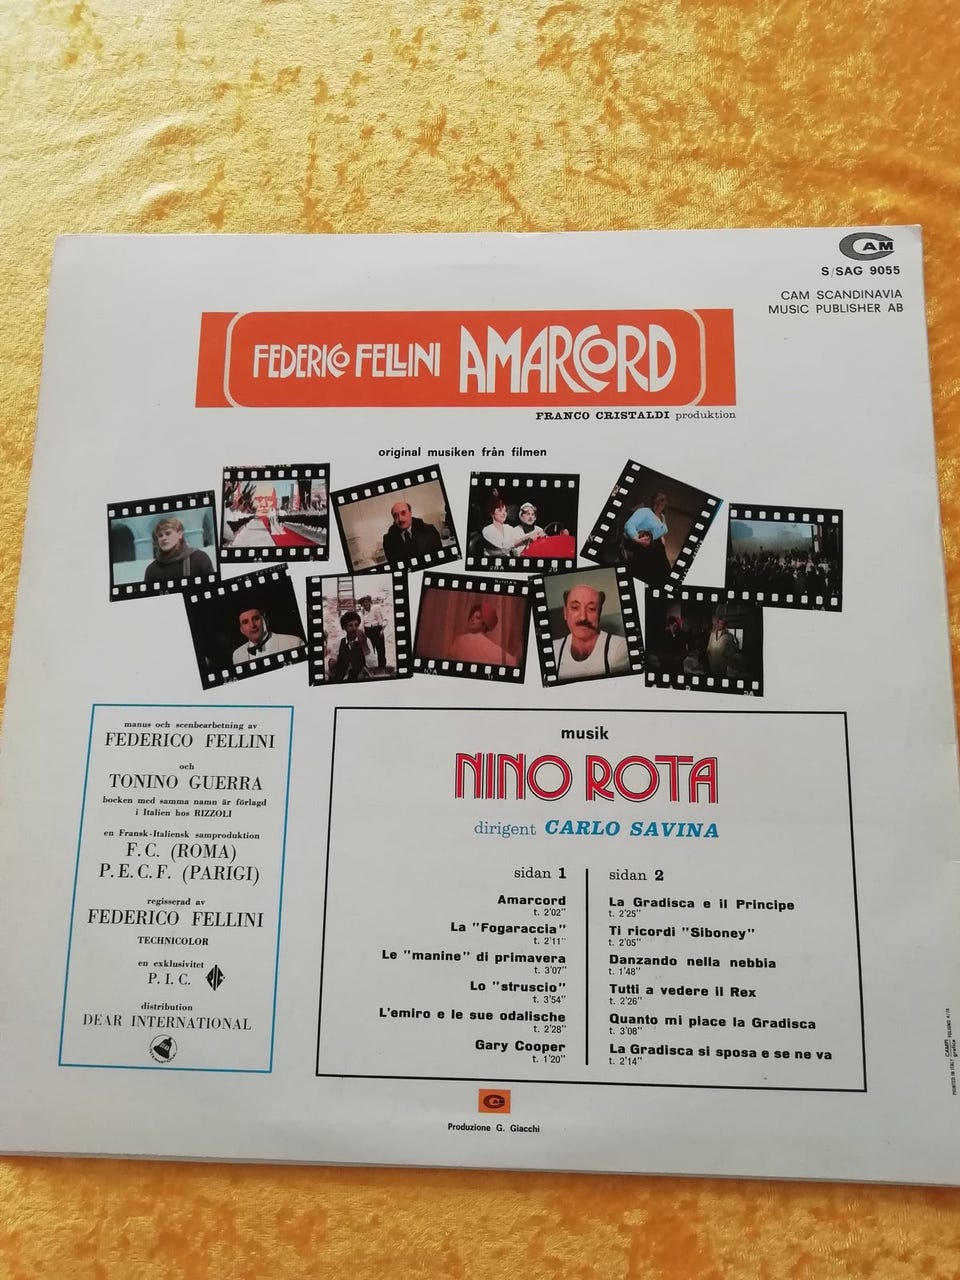 CAM
S/SAG 9055
CAM SCANDINAVIA
MUSIC PUBLISHER AB
FEDERICO FELLINI AMARCORD
FRANCO CRISTALDI produktion
original musiken från filmen
manus och scenbearbetning av
FEDERICO FELLINI
och
TONINO GUERRA
bocken med samma namn är förlagd
i Italien hos RIZZOLI
en Fransk-Italiensk samproduktion
F.C. (ROMA)
P.E.C.F. (PARIGI)
regisserad av
FEDERICO FELLINI
TECHNICOLOR
en exklusivitet
P.I.C. PIC
distribution
DEAR INTERNATIONAL
musik
NINO ROTA
dirigent CARLO SAVINA
sidan 1
Amarcord
t. 2'02"
La "Fogaraccia"
t. 2'11"
Le "manine" di primavera
t. 3'07"
Lo "struscio"
t. 3'54"
L'emiro e le sue odalische
t. 2'28"
Gary Cooper
t. 1'20"
sidan 2
La Gradisca e il Principe
t. 2'25"
Ti ricordi "Siboney"
t. 2'05"
Danzando nella nebbia
t. 1'48"
Tutti a vedere il Rex
t. 2'26"
Quanto mi piace la Gradisca
t. 3'08"
La Gradisca si sposa e se ne va
t. 2'14"
CAM
Produzione G. Giacchi
PRINTED IN ITALY